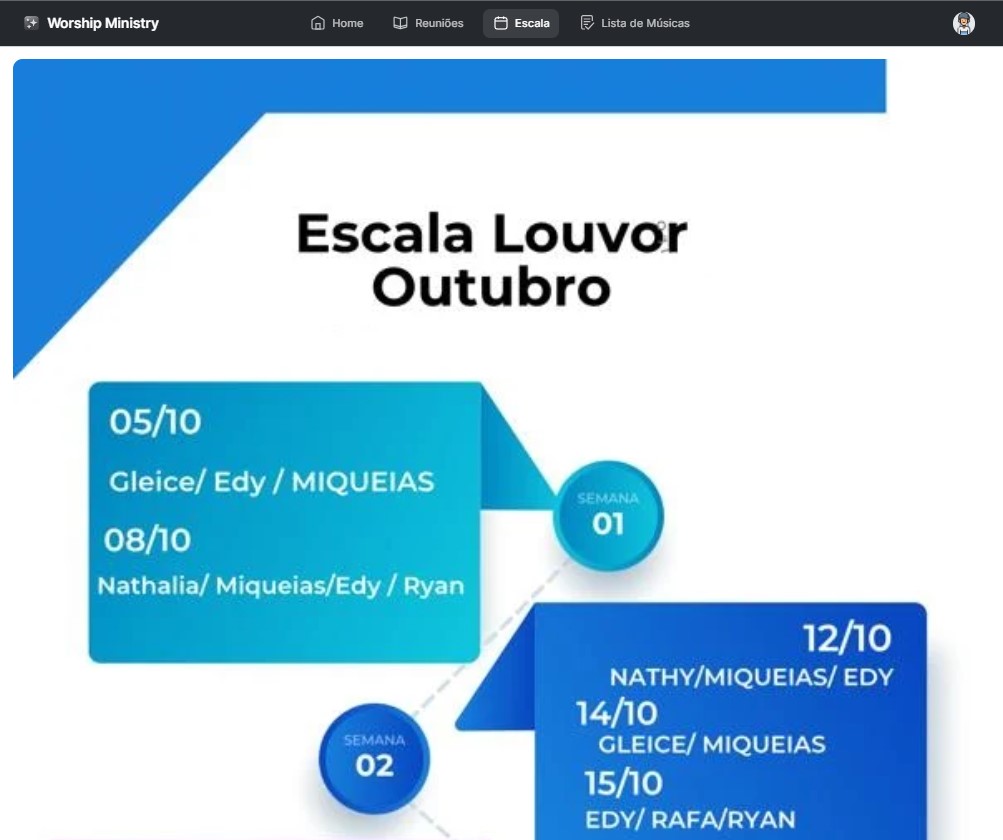 Worship Ministry
Home
Reuniões
Escala
Lista de Músicas
Escala Louvor
Outubro
05/10
Gleice/ Edy / MIQUEIAS
08/10
Nathalia/ Miqueias/Edy / Ryan
SEMANA
01
12/10
NATHY/MIQUEIAS/ EDY
14/10
GLEICE/ MIQUEIAS
15/10
EDY/ RAFA/RYAN
SEMANA
02